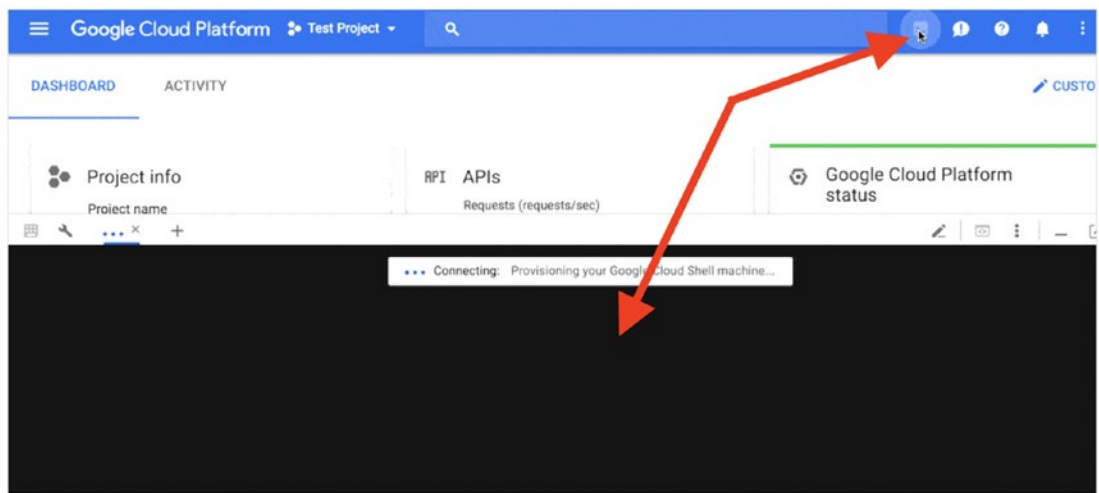 Google Cloud Platform Test Project
DASHBOARD ACTIVITY CUSTO
Project info
Project name
API APIs
Requests (requests/sec)
Google Cloud Platform
status
Connecting: Provisioning your Google Cloud Shell machine...